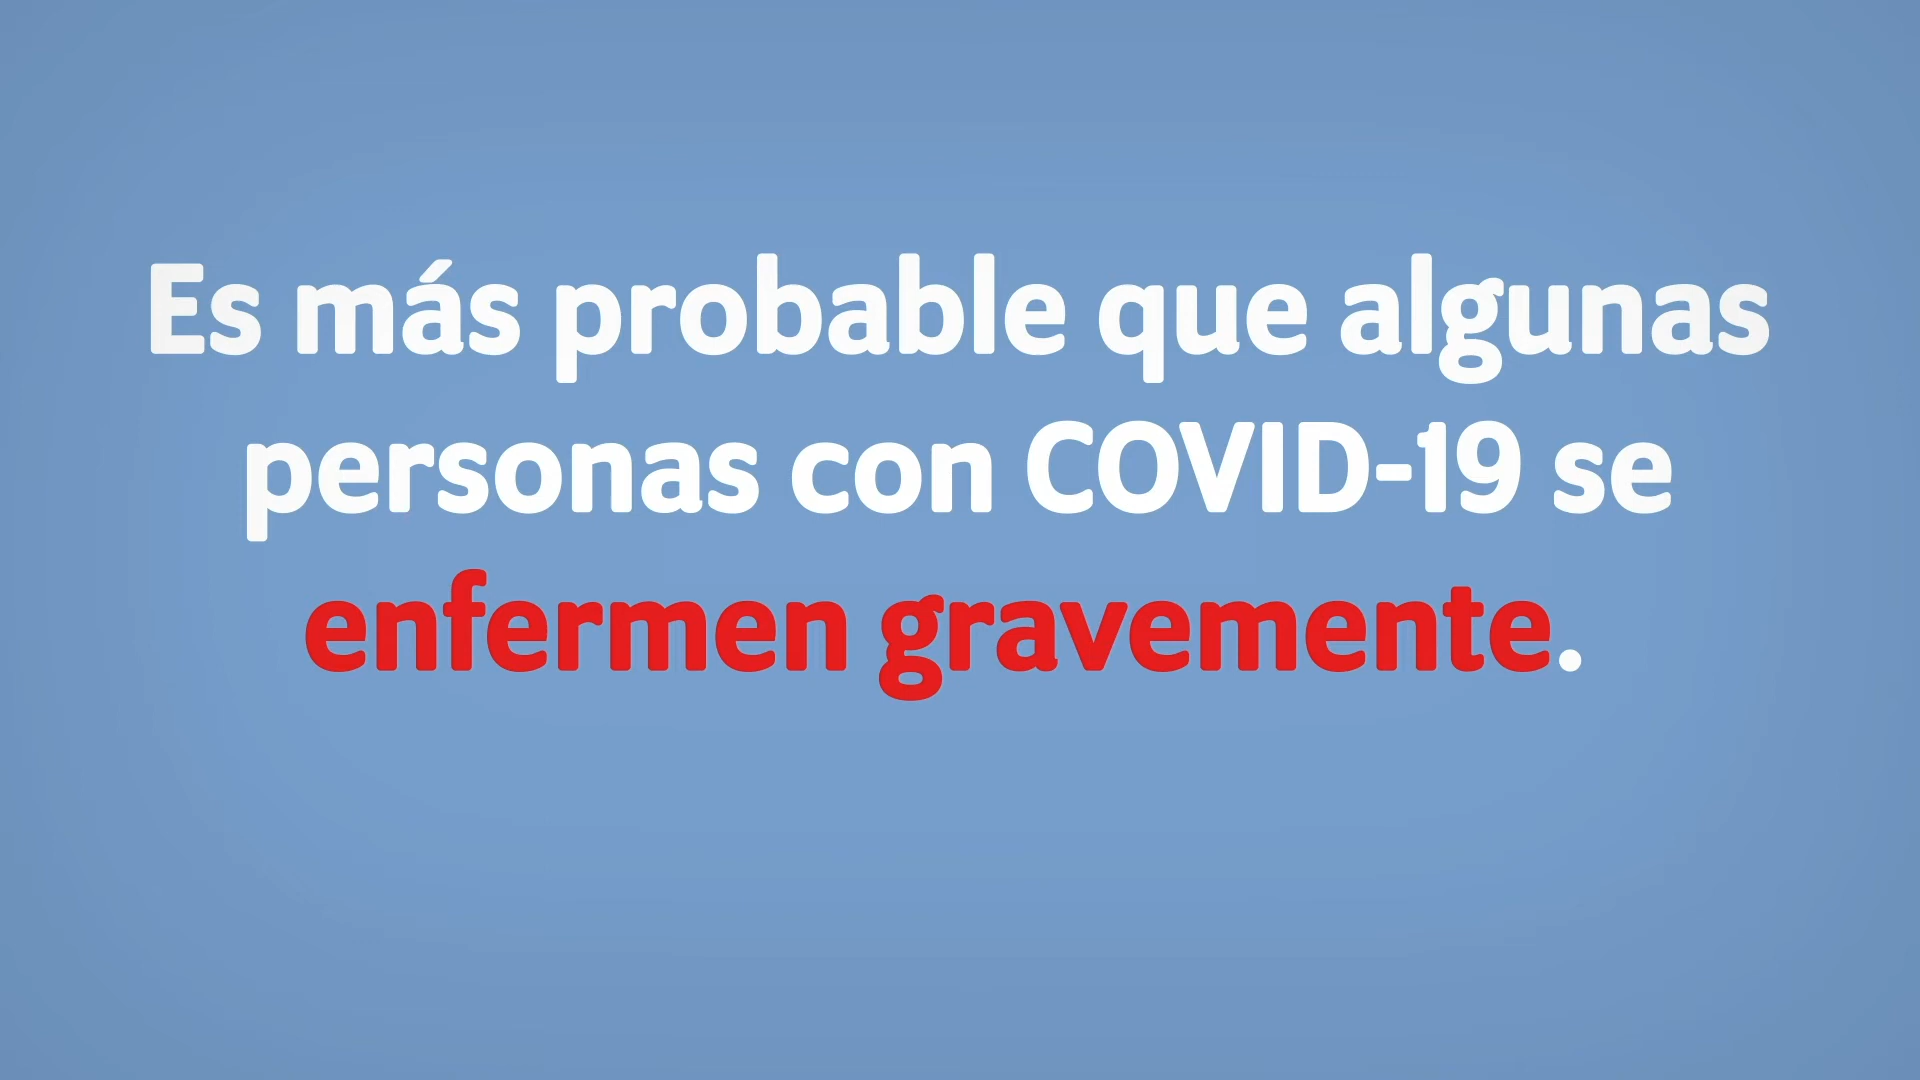 Es más probable que algunas
personas con COVID-19 se
enfermen gravemente.